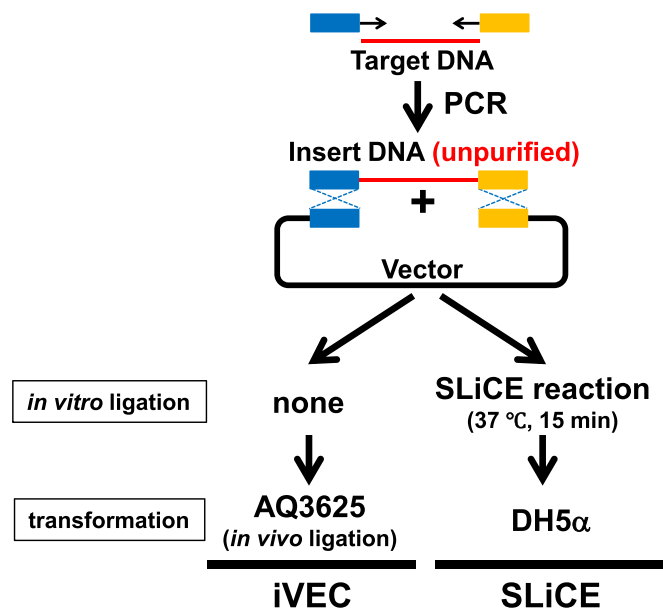 Target DNA
PCR
Insert DNA (unpurified)
+
Vector
in vitro ligation
none
SLiCE reaction
(37 ℃, 15 min)
transformation
AQ3625
(in vivo ligation)
DH5α
iVEC
SLiCE